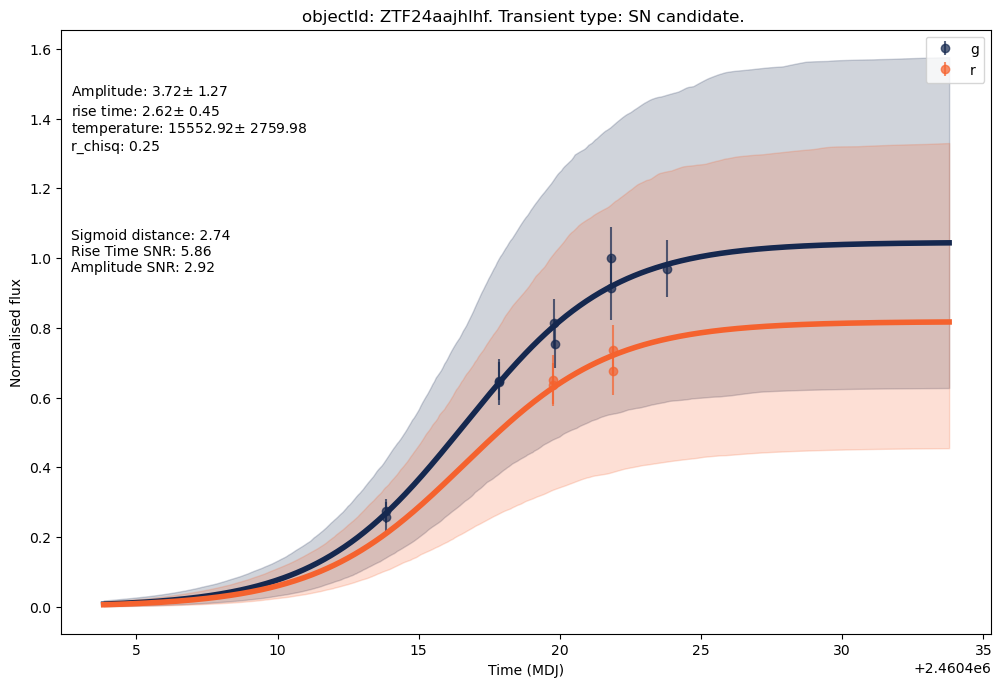 objectId: ZTF24aajhlhf. Transient type: SN candidate.
g
r
Amplitude: 3.72± 1.27
rise time: 2.62± 0.45
temperature: 15552.92± 2759.98
r_chisq: 0.25
Sigmoid distance: 2.74
Rise Time SNR: 5.86
Amplitude SNR: 2.92
Normalised flux
1.6
1.4
1.2
1.0
0.8
0.6
0.4
0.2
0.0
5
10
15
20
25
30
35
Time (MDJ)
+2.4604e6